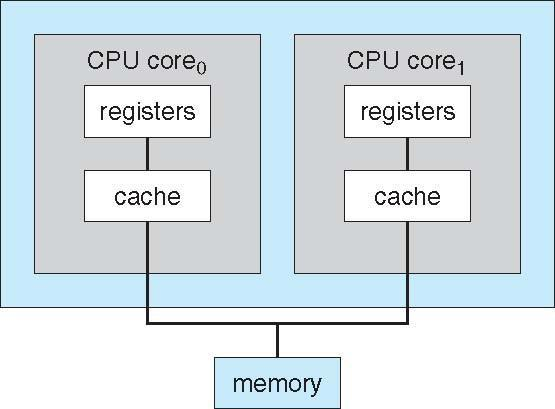 CPU core₀
registers
cache
CPU core₁
registers
cache
memory